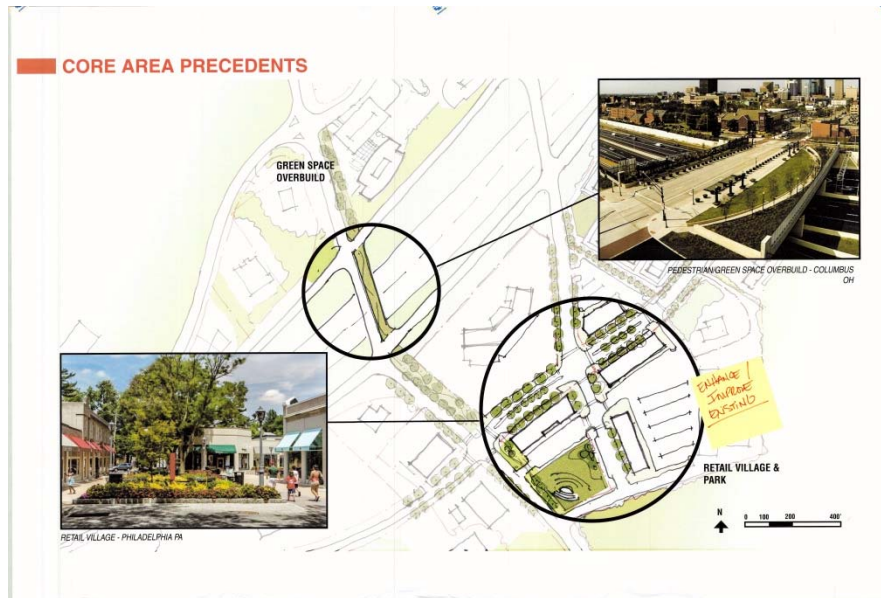 CORE AREA PRECEDENTS
GREEN SPACE
OVERBUILD
PEDESTRIAN/GREEN SPACE OVERBUILD - COLUMBUS
OH
ENHANCE /
IMPROVE
EXISTING
RETAIL VILLAGE &
PARK
RETAIL VILLAGE - PHILADELPHIA PA
N
0 100 200 400'